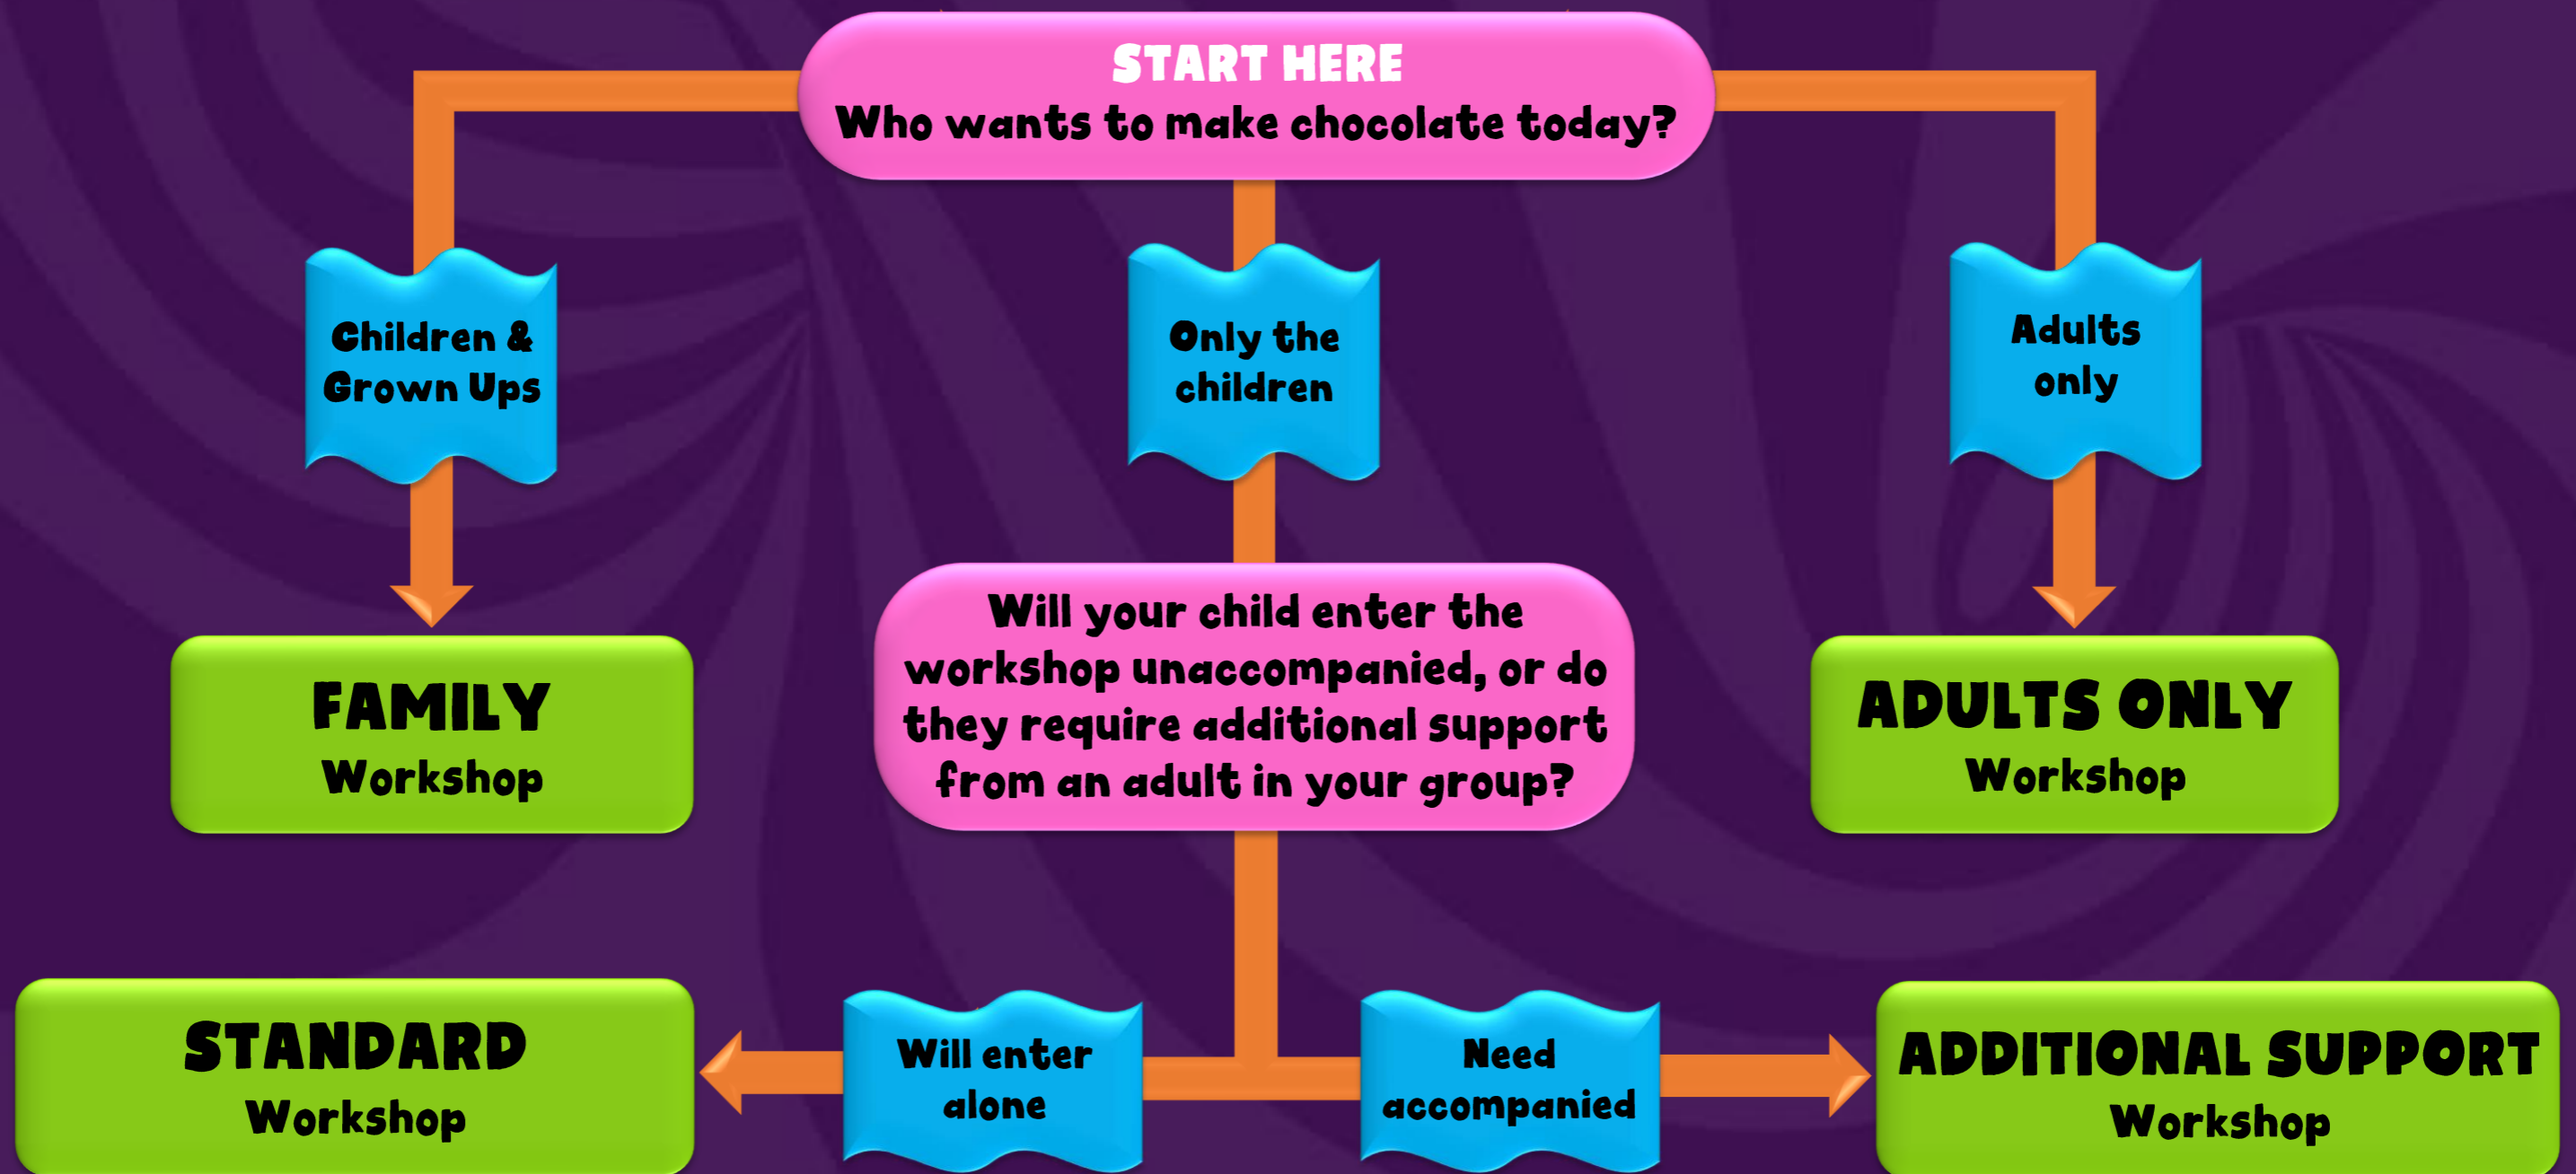 START HERE
Who wants to make chocolate today?
Children &
Grown Ups
Only the
children
Adults
only
FAMILY
Workshop
Will your child enter the
workshop unaccompanied, or do
they require additional support
from an adult in your group?
ADULTS ONLY
Workshop
STANDARD
Workshop
Will enter
alone
Need
accompanied
ADDITIONAL SUPPORT
Workshop